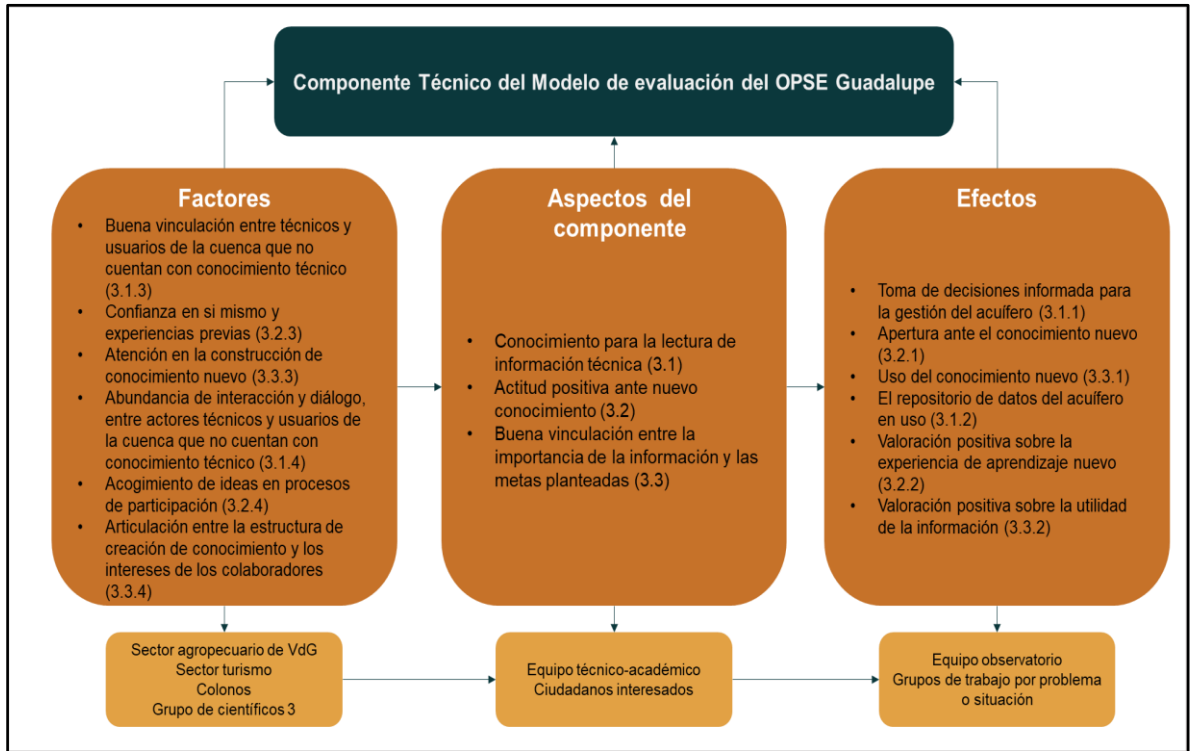 Componente Técnico del Modelo de evaluación del OPSE Guadalupe
Factores
• Buena vinculación entre técnicos y
usuarios de la cuenca que no
cuentan con conocimiento técnico
(3.1.3)
• Confianza en si mismo y
experiencias previas (3.2.3)
• Atención en la construcción de
conocimiento nuevo (3.3.3)
• Abundancia de interacción y diálogo,
entre actores técnicos y usuarios de
la cuenca que no cuentan con
conocimiento técnico (3.1.4)
• Acogimiento de ideas en procesos
de participación (3.2.4)
• Articulación entre la estructura de
creación de conocimiento y los
intereses de los colaboradores
(3.3.4)
Aspectos del
componente
• Conocimiento para la lectura de
información técnica (3.1)
• Actitud positiva ante nuevo
conocimiento (3.2)
• Buena vinculación entre la
importancia de la información y las
metas planteadas (3.3)
Efectos
• Toma de decisiones informada para
la gestión del acuífero (3.1.1)
• Apertura ante el conocimiento nuevo
(3.2.1)
• Uso del conocimiento nuevo (3.3.1)
• El repositorio de datos del acuífero
en uso (3.1.2)
• Valoración positiva sobre la
experiencia de aprendizaje nuevo
(3.2.2)
• Valoración positiva sobre la utilidad
de la información (3.3.2)
Sector agropecuario de VdG
Sector turismo
Colonos
Grupo de científicos 3
Equipo técnico-académico
Ciudadanos interesados
Equipo observatorio
Grupos de trabajo por problema
o situación